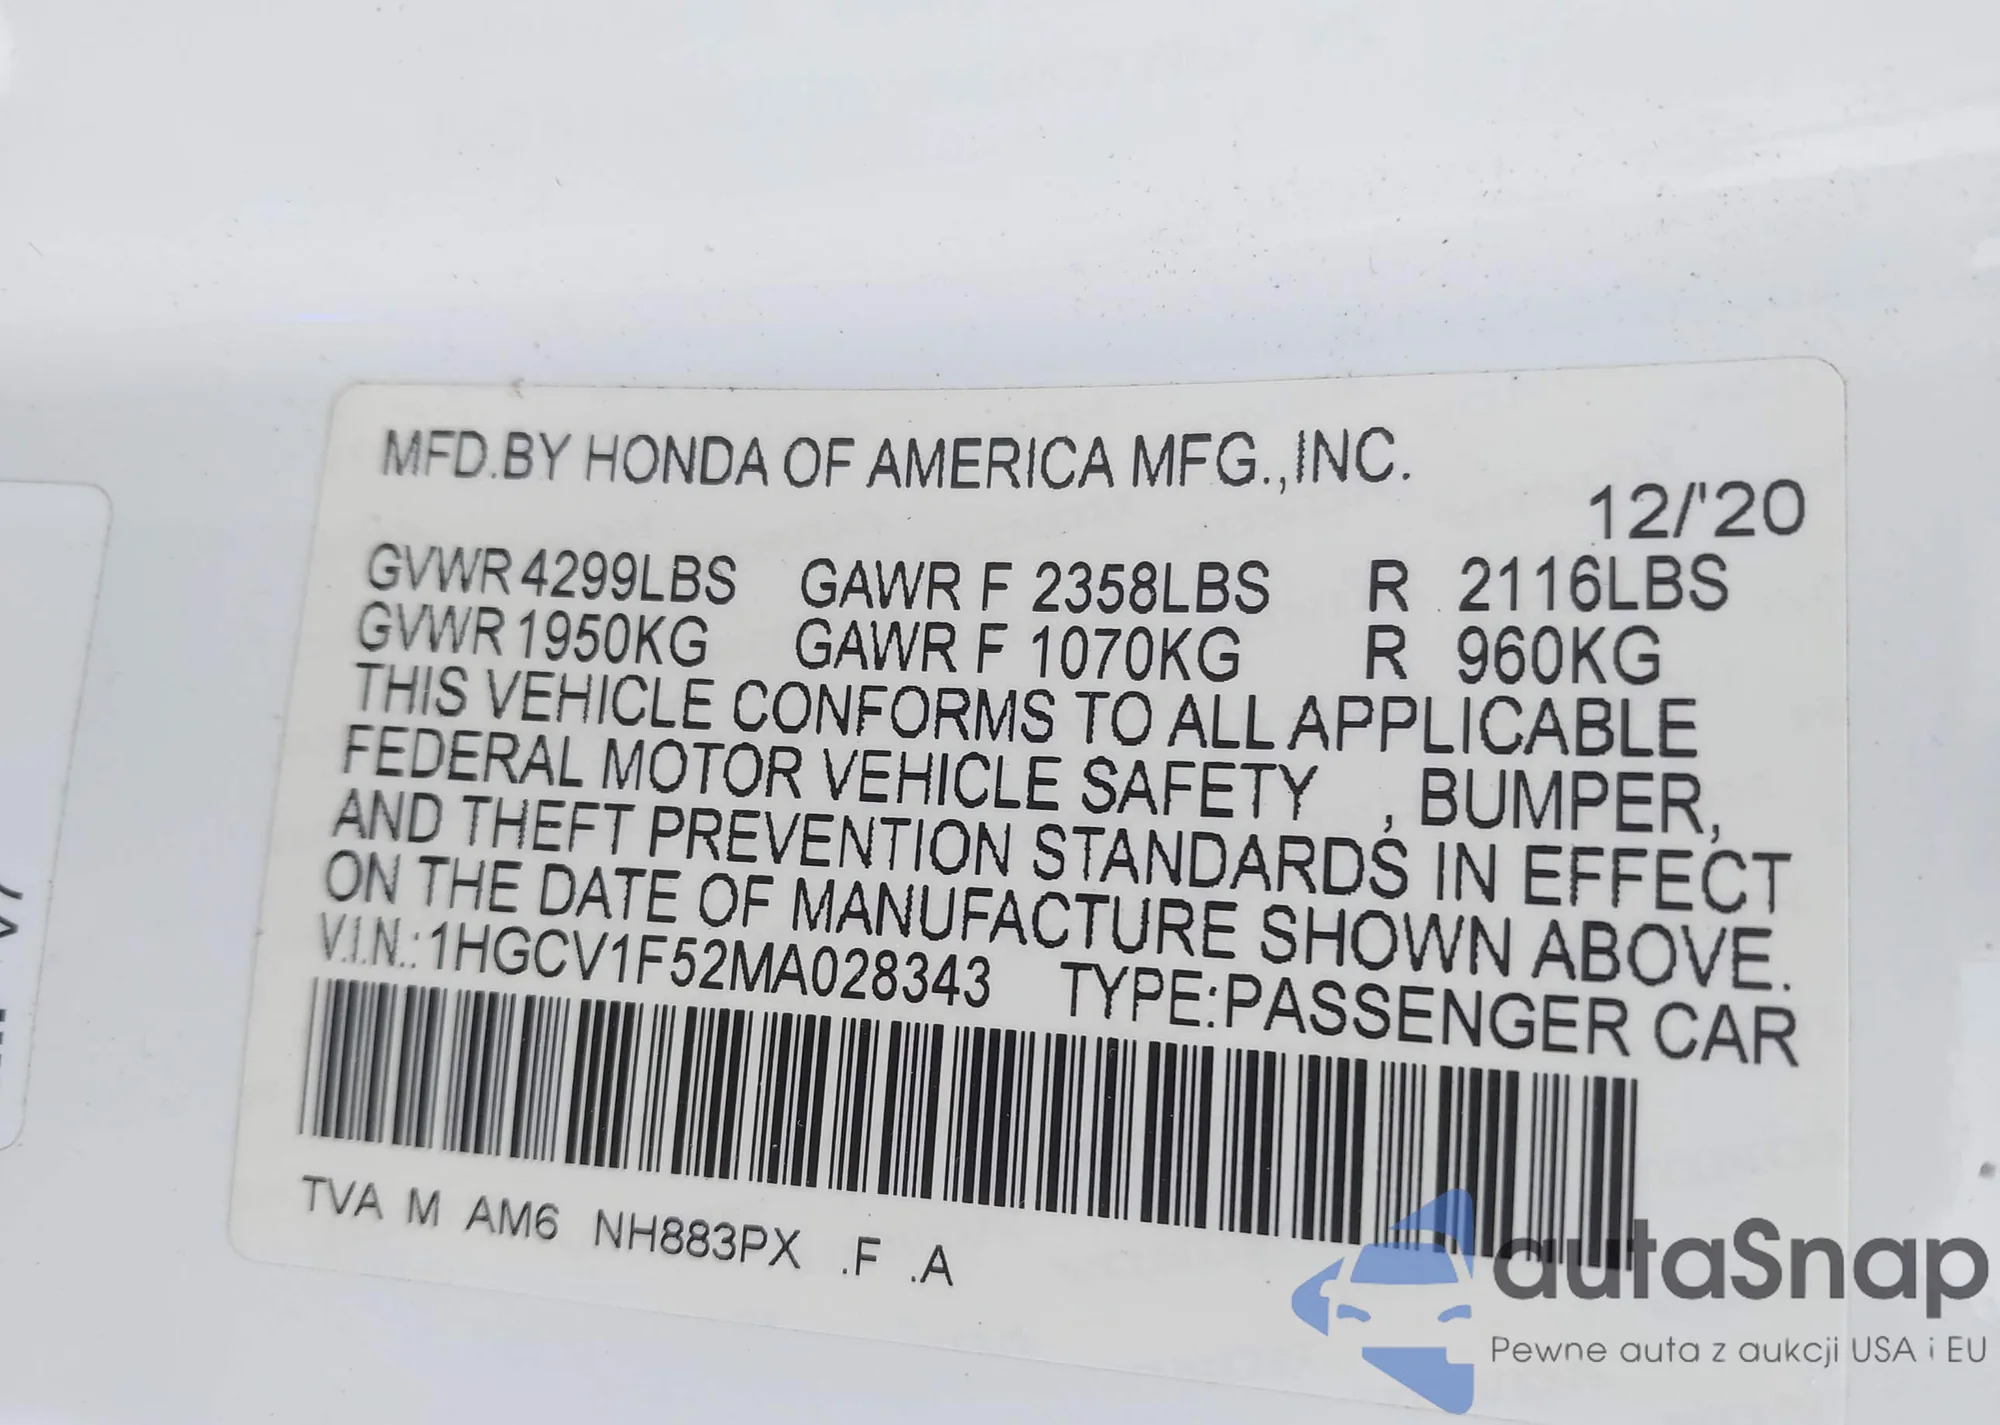 MFD.BY HONDA OF AMERICA MFG.,INC.
12/'20
GVWR 4299LBS GAWR F 2358LBS R 2116LBS
GVWR 1950KG GAWR F 1070KG R 960KG
THIS VEHICLE CONFORMS TO ALL APPLICABLE
FEDERAL MOTOR VEHICLE SAFETY , BUMPER,
AND THEFT PREVENTION STANDARDS IN EFFECT
ON THE DATE OF MANUFACTURE SHOWN ABOVE.
V.I.N.: 1HGCV1F52MA028343 TYPE:PASSENGER CAR
TVA M AM6 NH883PX .F .A
autaSnap
Pewne auta z aukcji USA i EU